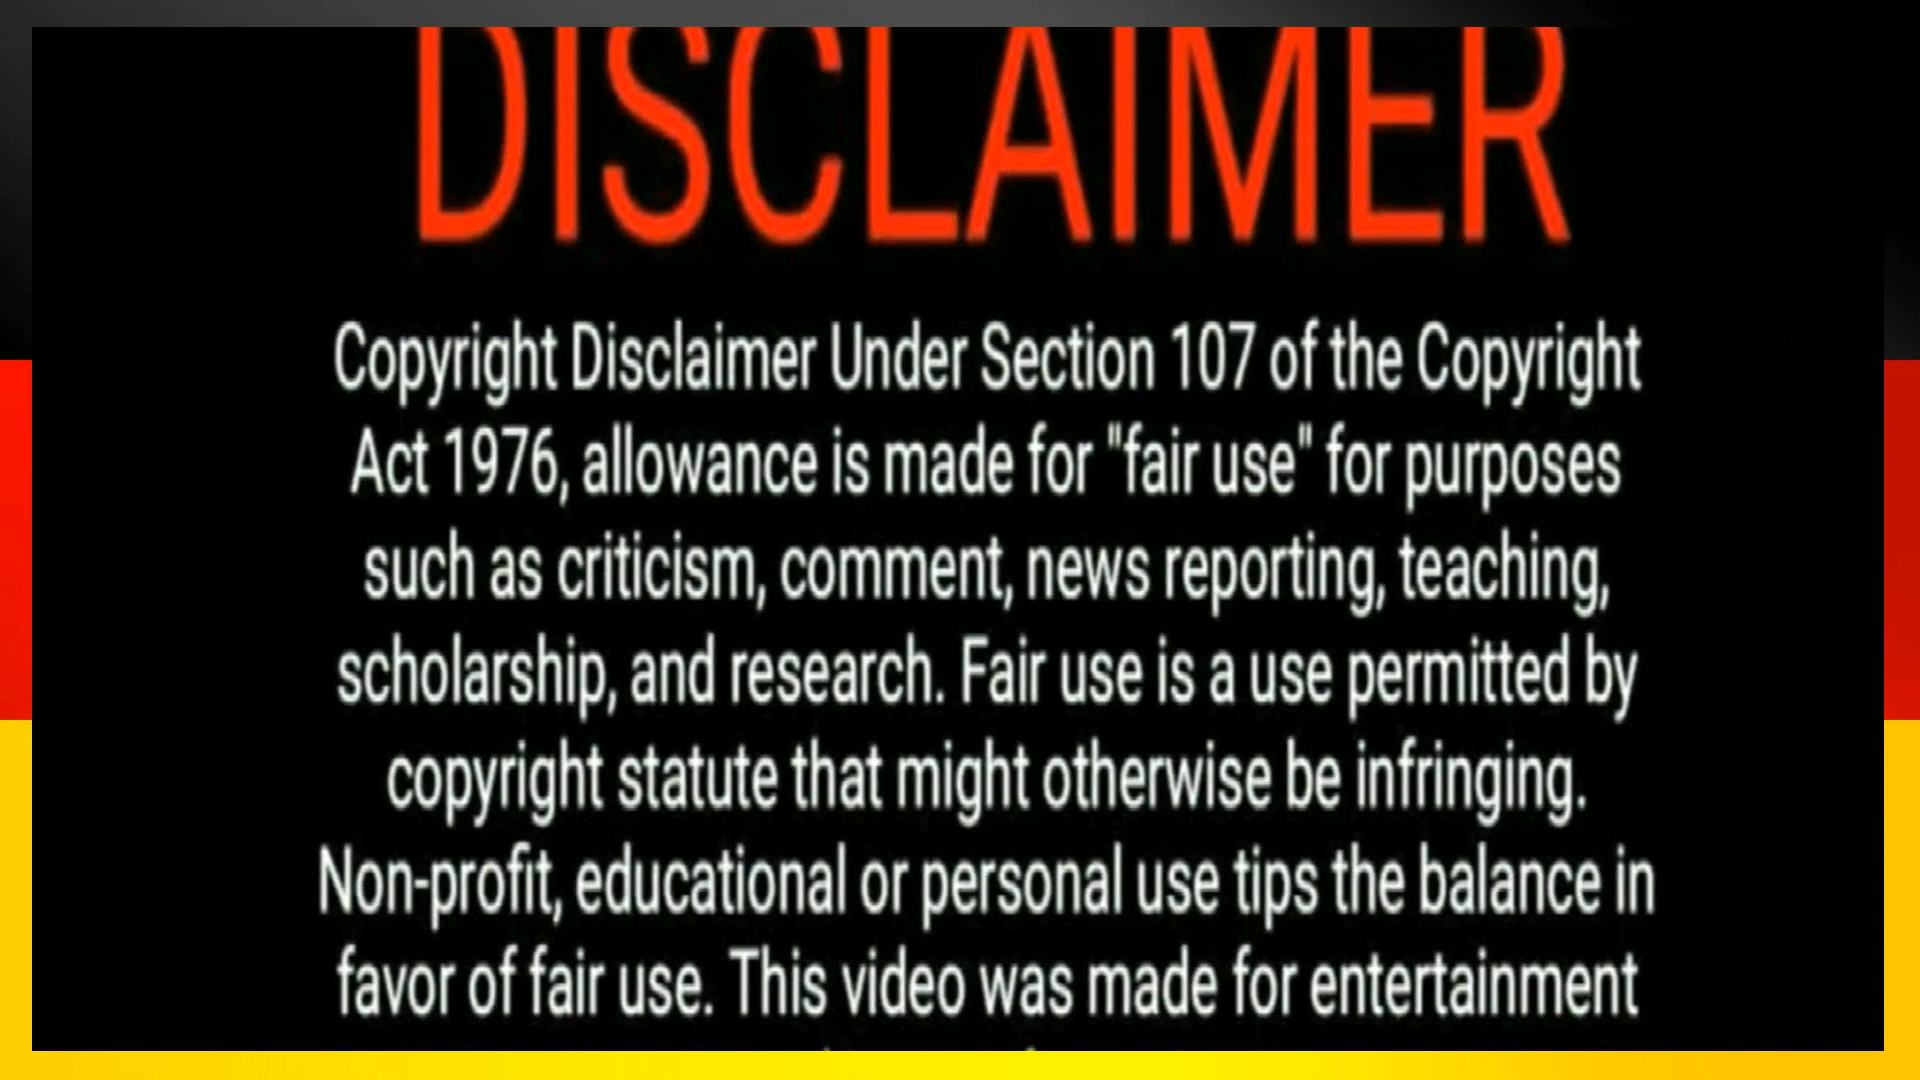 DISCLAIMER
Copyright Disclaimer Under Section 107 of the Copyright
Act 1976, allowance is made for "fair use" for purposes
such as criticism, comment, news reporting, teaching,
scholarship, and research. Fair use is a use permitted by
copyright statute that might otherwise be infringing.
Non-profit, educational or personal use tips the balance in
favor of fair use. This video was made for entertainment